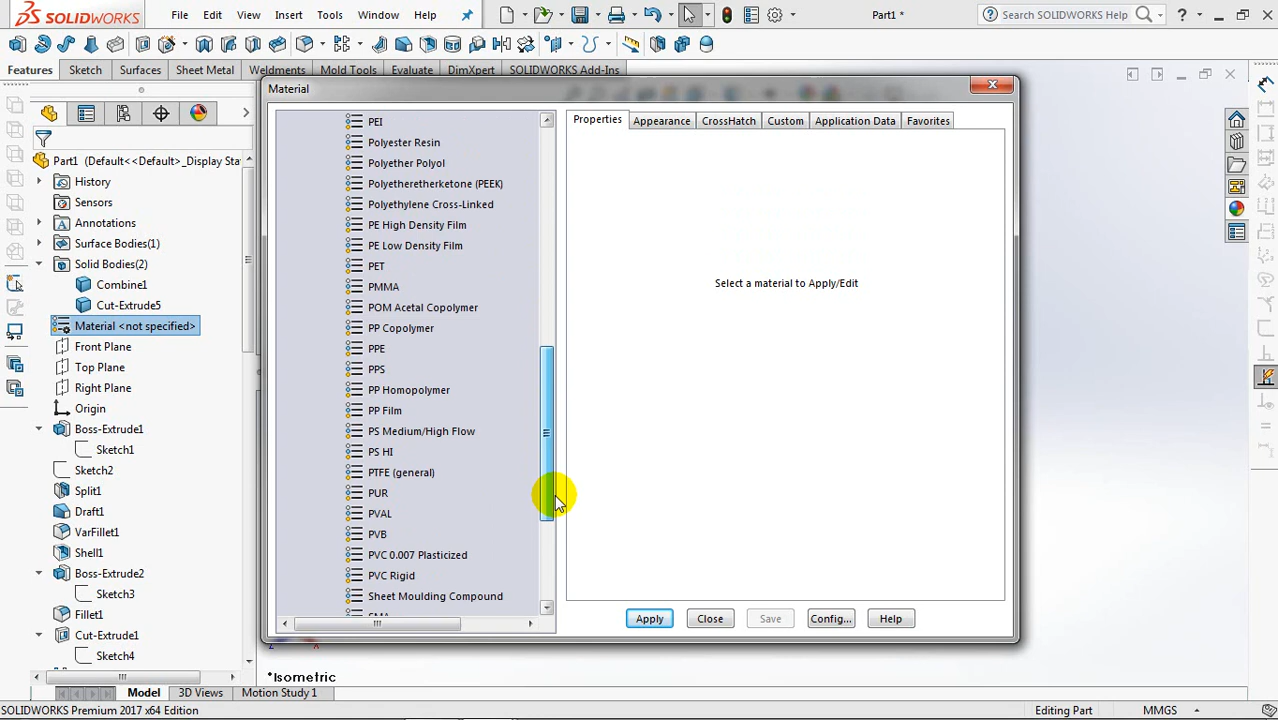 SOLIDWORKS File Edit View Insert Tools Window Help Part1 * Search SOLIDWORKS Help ?
Features Sketch Surfaces Sheet Metal Weldments Mold Tools Evaluate DimXpert SOLIDWORKS Add-Ins
Material
Part1 (Default<<Default>_Display Sta
History
Sensors
Annotations
Surface Bodies(1)
Solid Bodies(2)
Combine1
Cut-Extrude5
Material <not specified>
Front Plane
Top Plane
Right Plane
Origin
Boss-Extrude1
Sketch1
Sketch2
Split1
Draft1
VarFillet1
Shell1
Boss-Extrude2
Sketch3
Fillet1
Cut-Extrude1
Sketch4
PEI
Polyester Resin
Polyether Polyol
Polyetheretherketone (PEEK)
Polyethylene Cross-Linked
PE High Density Film
PE Low Density Film
PET
PMMA
POM Acetal Copolymer
PP Copolymer
PPE
PPS
PP Homopolymer
PP Film
PS Medium/High Flow
PS HI
PTFE (general)
PUR
PVAL
PVB
PVC 0.007 Plasticized
PVC Rigid
Sheet Moulding Compound
Properties Appearance CrossHatch Custom Application Data Favorites
Select a material to Apply/Edit
Apply Close Save Config... Help
*Isometric
Model 3D Views Motion Study 1
SOLIDWORKS Premium 2017 x64 Edition Editing Part MMGS